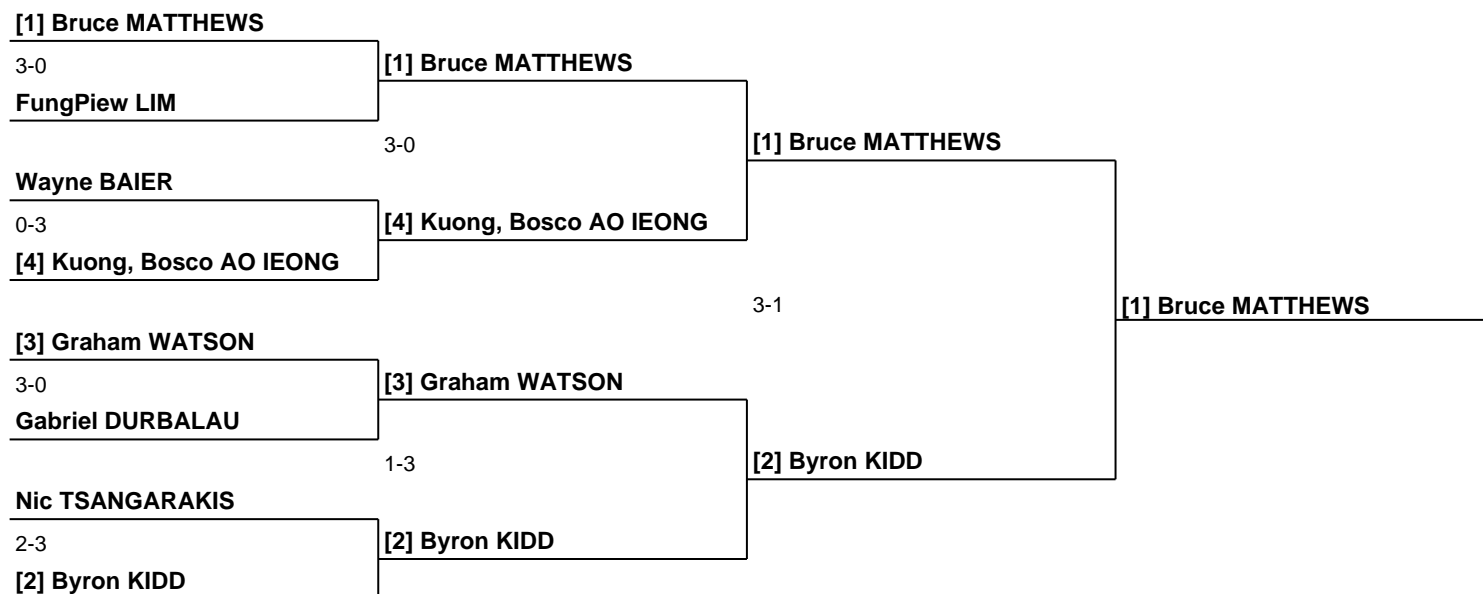 [1] Bruce MATTHEWS
3-0
[1] Bruce MATTHEWS
FungPiew LIM
3-0
[1] Bruce MATTHEWS
Wayne BAIER
0-3
[4] Kuong, Bosco AO IEONG
[4] Kuong, Bosco AO IEONG
3-1
[1] Bruce MATTHEWS
[3] Graham WATSON
3-0
[3] Graham WATSON
Gabriel DURBALAU
1-3
[2] Byron KIDD
Nic TSANGARAKIS
2-3
[2] Byron KIDD
[2] Byron KIDD